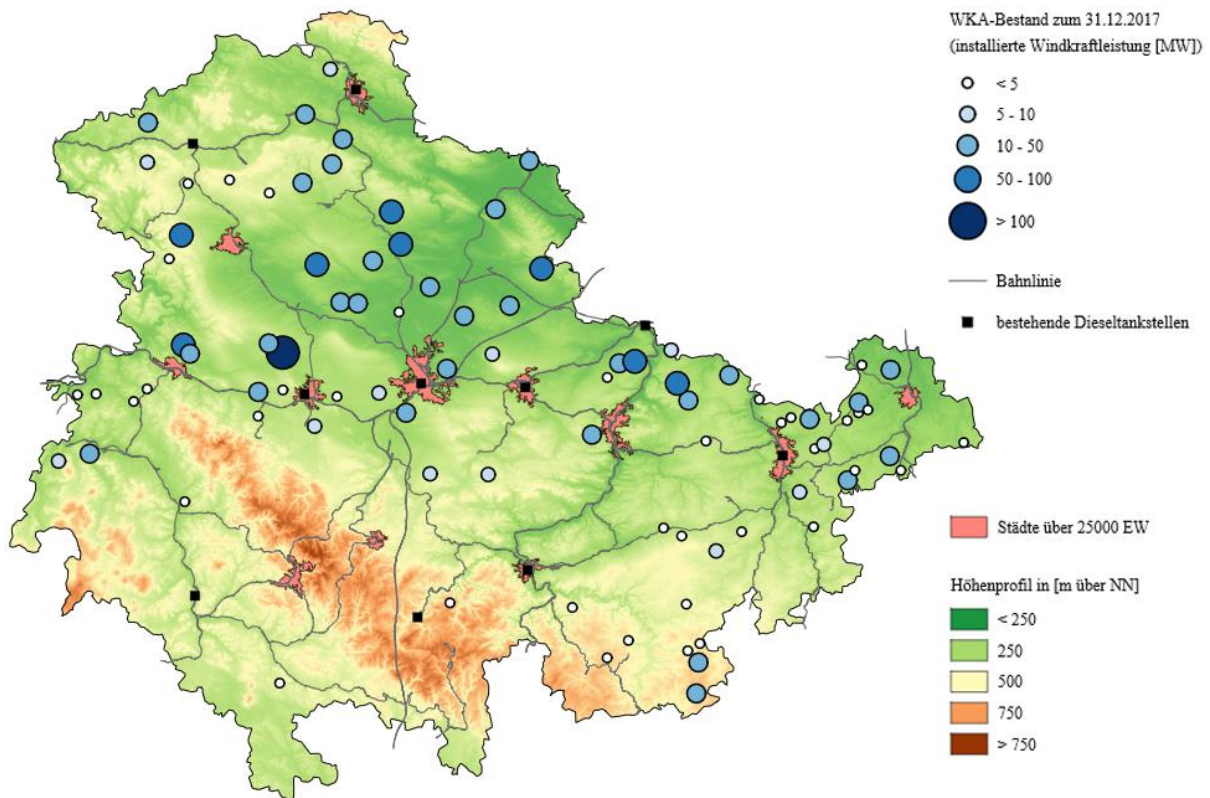 WKA-Bestand zum 31.12.2017
(installierte Windkraftleistung [MW])
< 5
5 - 10
10 - 50
50 - 100
> 100
Bahnlinie
bestehende Dieseltankstellen
Städte über 25000 EW
Höhenprofil in [m über NN]
< 250
250
500
750
> 750